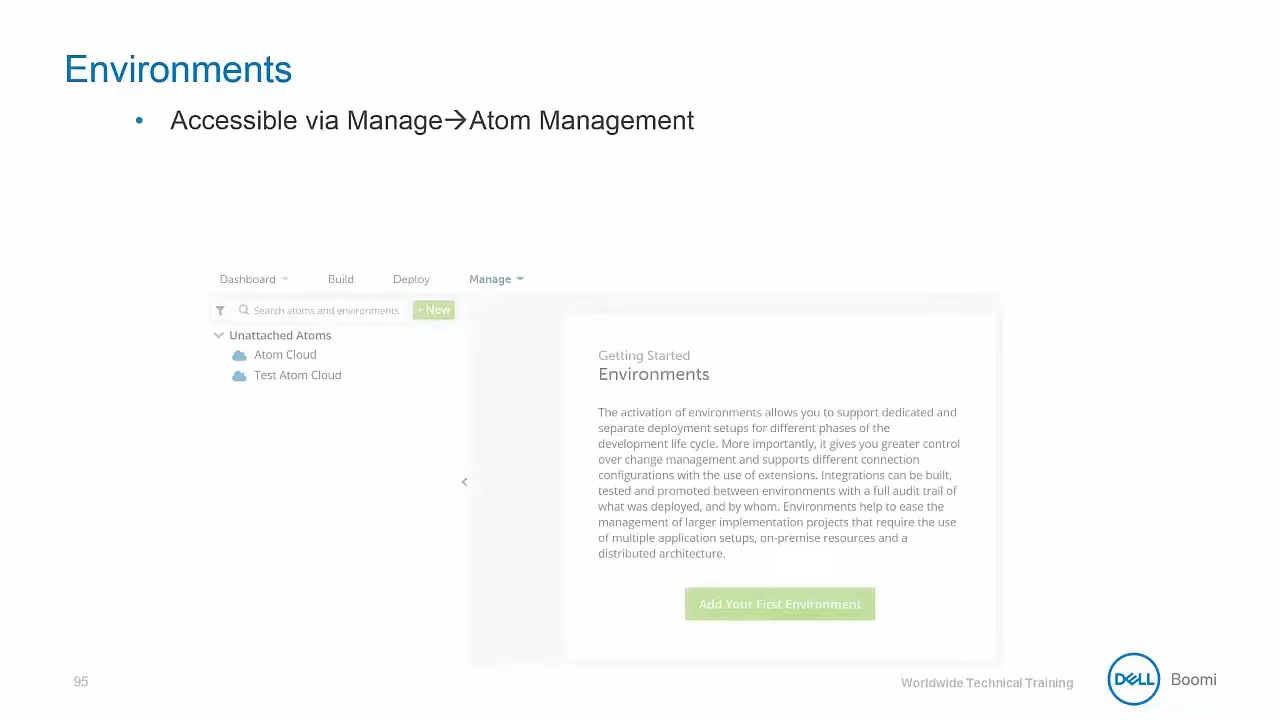 Environments
• Accessible via Manage→Atom Management
Dashboard Build Deploy Manage
Search atoms and environments + New
Unattached Atoms
Atom Cloud
Test Atom Cloud
Getting Started
Environments
The activation of environments allows you to support dedicated and
separate deployment setups for different phases of the
development life cycle. More importantly, it gives you greater control
over change management and supports different connection
configurations with the use of extensions. Integrations can be built,
tested and promoted between environments with a full audit trail of
what was deployed, and by whom. Environments help to ease the
management of larger implementation projects that require the use
of multiple application setups, on-premise resources and a
distributed architecture.
Add Your First Environment
95
Worldwide Technical Training
DELL Boomi